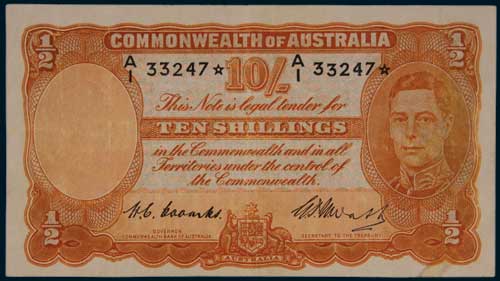 COMMONWEALTH OF AUSTRALIA
1/2 A/1 33247☆ 10/- A/1 33247☆ 1/2
This Note is legal tender for
TEN SHILLINGS
in the Commonwealth and in all
Territories under the control of
the Commonwealth.
1/2 1/2
GOVERNOR
COMMONWEALTH BANK OF AUSTRALIA
SECRETARY TO THE TREASURY
AUSTRALIA